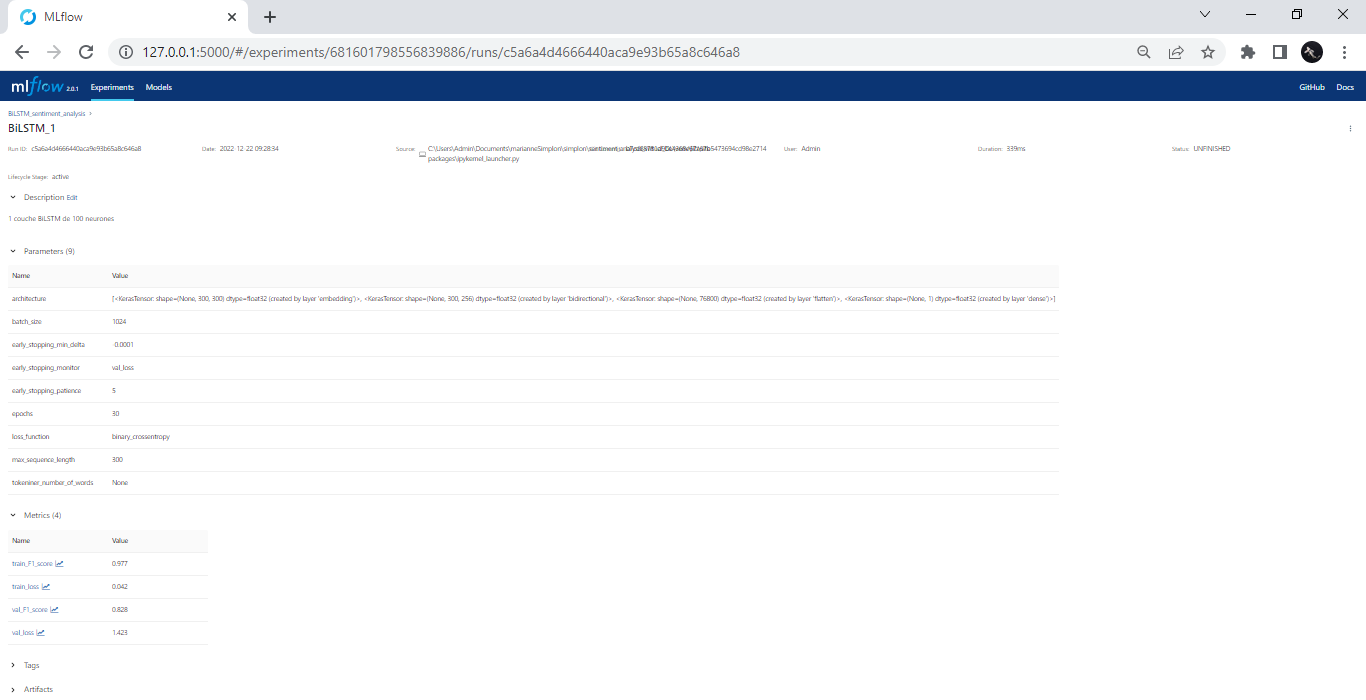 MLflow
127.0.0.1:5000/#/experiments/681601798556839886/runs/c5a6a4d4666440aca9e93b65a8c646a8
mlflow 2.0.1 Experiments Models GitHub Docs
BiLSTM_sentiment_analysis
BiLSTM_1
Run ID: c5a6a4d4666440aca9e93b65a8c646a8 Date: 2022-12-22 09:28:34 Source: C:\Users\Admin\Documents\marianneSimplon\simplon\ User: Admin Duration: 339ms Status: UNFINISHED
packages\ipykernel_launcher.py
Lifecycle Stage: active
Description Edit
1 couche BiLSTM de 100 neurones
Parameters (9)
Name Value
architecture [<KerasTensor: shape=(None, 300, 300) dtype=float32 (created by layer 'embedding')>, <KerasTensor: shape=(None, 300, 256) dtype=float32 (created by layer 'bidirectional')>, <KerasTensor: shape=(None, 76800) dtype=float32 (created by layer 'flatten')>, <KerasTensor: shape=(None, 1) dtype=float32 (created by layer 'dense')>]
batch_size 1024
early_stopping_min_delta 0.0001
early_stopping_monitor val_loss
early_stopping_patience 5
epochs 30
loss_function binary_crossentropy
max_sequence_length 300
tokeniner_number_of_words None
Metrics (4)
Name Value
train_F1_score 0.977
train_loss 0.042
val_F1_score 0.828
val_loss 1.423
Tags
Artifacts